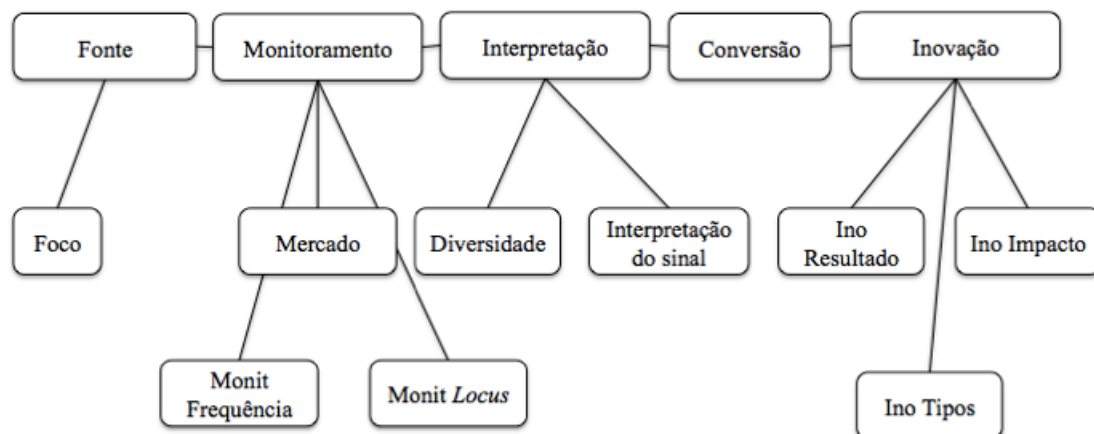 Fonte
Monitoramento
Interpretação
Conversão
Inovação
Foco
Mercado
Diversidade
Interpretação
do sinal
Ino
Resultado
Ino Impacto
Monit
Frequência
Monit Locus
Ino Tipos